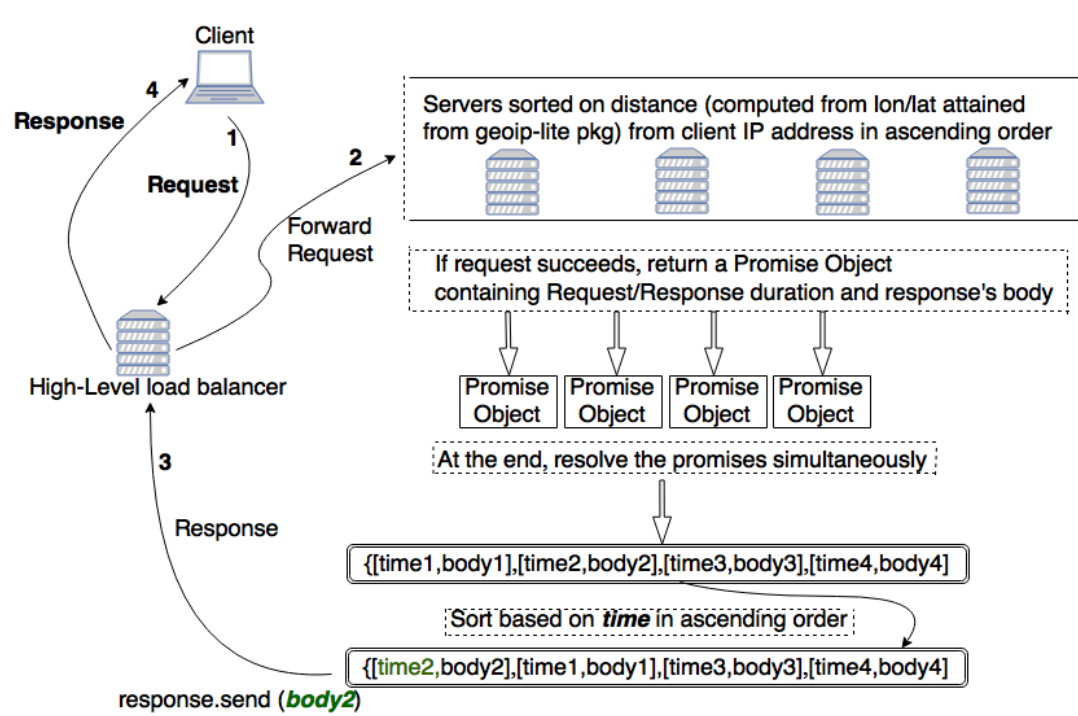 Client
4
Response
1
Request
2
Forward
Request
Servers sorted on distance (computed from lon/lat attained
from geoip-lite pkg) from client IP address in ascending order
If request succeeds, return a Promise Object
containing Request/Response duration and response's body
High-Level load balancer
Promise
Object
Promise
Object
Promise
Object
Promise
Object
At the end, resolve the promises simultaneously
3
Response
{[time1,body1],[time2,body2],[time3,body3],[time4,body4]
Sort based on time in ascending order
{[time2,body2],[time1,body1],[time3,body3],[time4,body4]
response.send (body2)